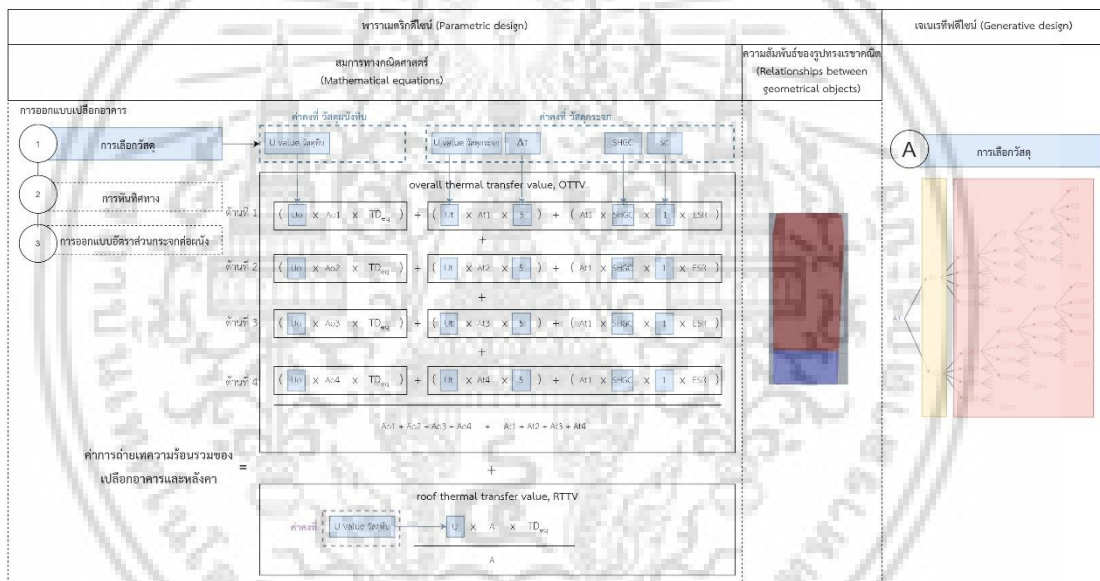 พาราเมตริกดีไซน์ (Parametric design)
เจเนเรทีฟดีไซน์ (Generative design)
สมการทางคณิตศาสตร์
(Mathematical equations)
ความสัมพันธ์ของรูปทรงเรขาคณิต
(Relationships between
geometrical objects)
การออกแบบเปลือกอาคาร
1 การเลือกวัสดุ
2 การหันทิศทาง
3 การออกแบบอัตราส่วนกระจกต่อผนัง
ค่าคงที่ วัสดุผนังทึบ
ค่าคงที่ วัสดุกระจก
U value วัสดุทึบ
U value วัสดุกระจก ΔT SHGC SC
overall thermal transfer value, OTTV
ด้านที่ 1 ( Uo x Ao1 x TDeq ) + ( Ut x At1 x 5 ) + ( At1 x SHGC x 1 x ESR )
+
ด้านที่ 2 ( Uo x Ao2 x TDeq ) + ( Ut x At2 x 5 ) + ( At1 x SHGC x 1 x ESR )
+
ด้านที่ 3 ( Uo x Ao3 x TDeq ) + ( Ut x At3 x 5 ) + ( At1 x SHGC x 1 x ESR )
+
ด้านที่ 4 ( Uo x Ao4 x TDeq ) + ( Ut x At4 x 5 ) + ( At1 x SHGC x 1 x ESR )
Ao1 + Ao2 + Ao3 + Ao4 + At1 + At2 + At3 + At4
ค่าการถ่ายเทความร้อนรวมของ
เปลือกอาคารและหลังคา =
+
roof thermal transfer value, RTTV
ค่าคงที่ U value วัสดุทึบ U x A x TDeq
A
A การเลือกวัสดุ
A1